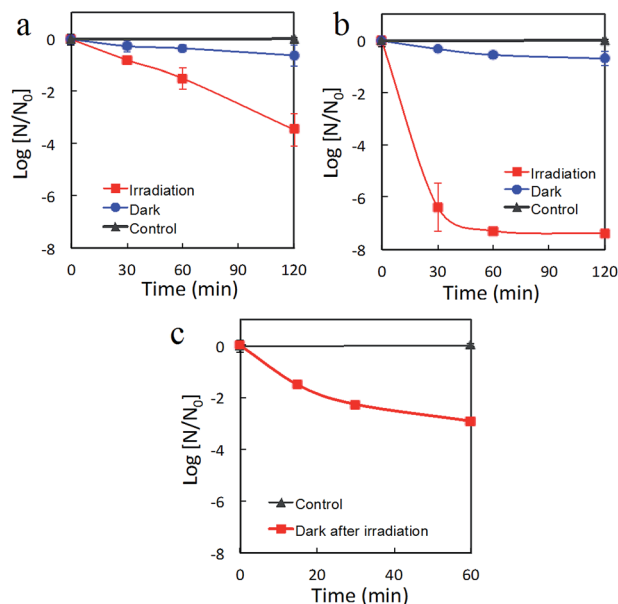 a
0
-2
-4
-6
-8
Log [N/N0]
Irradiation
Dark
Control
0 30 60 90 120
Time (min)
b
0
-2
-4
-6
-8
Log [N/N0]
Irradiation
Dark
Control
0 30 60 90 120
Time (min)
c
0
-2
-4
-6
-8
Log [N/N0]
Control
Dark after irradiation
0 20 40 60
Time (min)